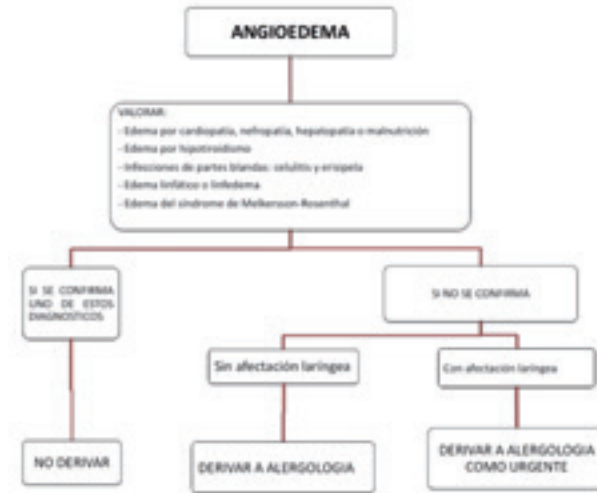 ANGIOEDEMA
VALORAR:
- Edema por cardiopatía, nefropatía, hepatopatía o malnutrición
- Edema por hipotiroidismo
- Infecciones de partes blandas: celulitis y erisipela
- Edema linfático o linfedema
- Edema del síndrome de Melkersson-Rosenthal
SI SE CONFIRMA
UNO DE ESTOS
DIAGNOSTICOS
SI NO SE CONFIRMA
Sin afectación laríngea
Con afectación laríngea
NO DERIVAR
DERIVAR A ALERGOLOGIA
DERIVAR A ALERGOLOGIA
COMO URGENTE